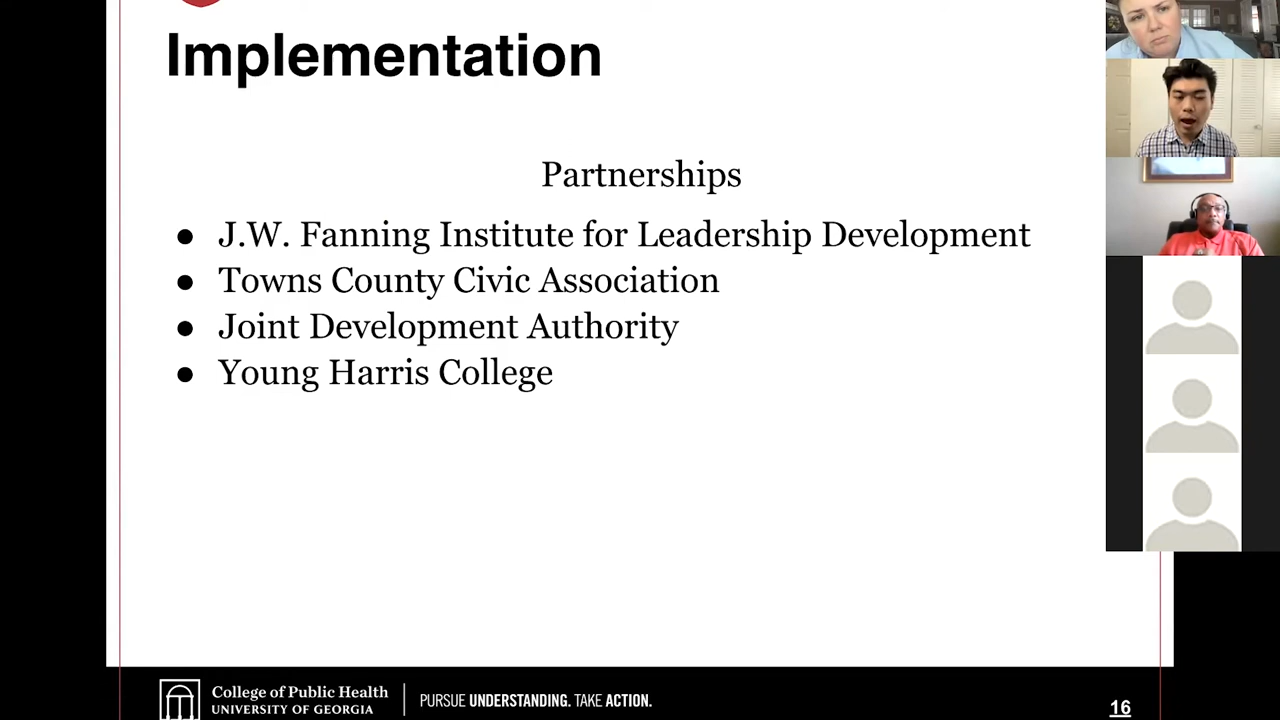 Implementation
Partnerships
● J.W. Fanning Institute for Leadership Development
● Towns County Civic Association
● Joint Development Authority
● Young Harris College
College of Public Health
UNIVERSITY OF GEORGIA
PURSUE UNDERSTANDING. TAKE ACTION.
16